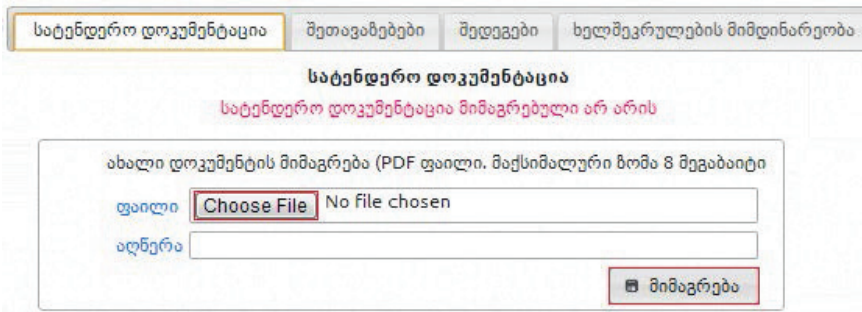 სატენდერო დოკუმენტაცია შეთავაზებები შედეგები ხელშეკრულების მიმდინარეობა
სატენდერო დოკუმენტაცია
სატენდერო დოკუმენტაცია მიმაგრებული არ არის
ახალი დოკუმენტის მიმაგრება (PDF ფაილი. მაქსიმალური ზომა 8 მეგაბაიტი
ფაილი Choose File No file chosen
აღწერა
მიმაგრება